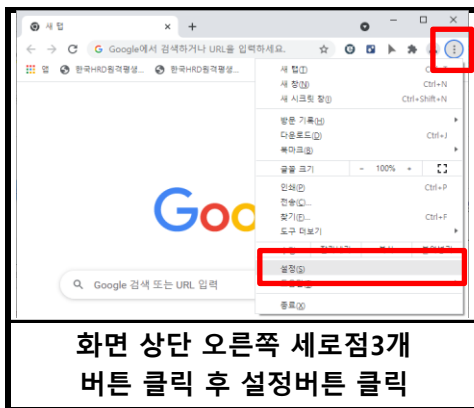 새 탭
Google에서 검색하거나 URL을 입력하세요.
앱 한국HRD원격평생... 한국HRD원격평생...
새 탭(T)
새 창(N) Ctrl+N
새 시크릿 창(I) Ctrl+Shift+N
방문 기록(H)
다운로드(D) Ctrl+J
북마크(B)
글꼴 크기 - 100% +
인쇄(P) Ctrl+P
전송(C)...
찾기(F)... Ctrl+F
도구 더보기
설정(S)
종료(X)
Goo
Google 검색 또는 URL 입력
화면 상단 오른쪽 세로점3개
버튼 클릭 후 설정버튼 클릭